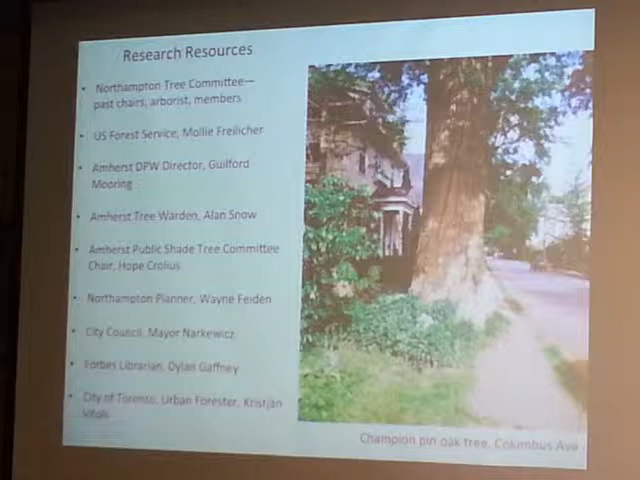 Research Resources
• Northampton Tree Committee—
past chairs, arborist, members
• US Forest Service, Mollie Freilicher
• Amherst DPW Director, Guilford
Mooring
• Amherst Tree Warden, Alan Snow
• Amherst Public Shade Tree Committee
Chair, Hope Crolius
• Northampton Planner, Wayne Feiden
• City Council, Mayor Narkewicz
• Forbes Librarian, Dylan Gaffney
• City of Toronto, Urban Forester, Kristjan
Vitols
Champion pin oak tree, Columbus Ave